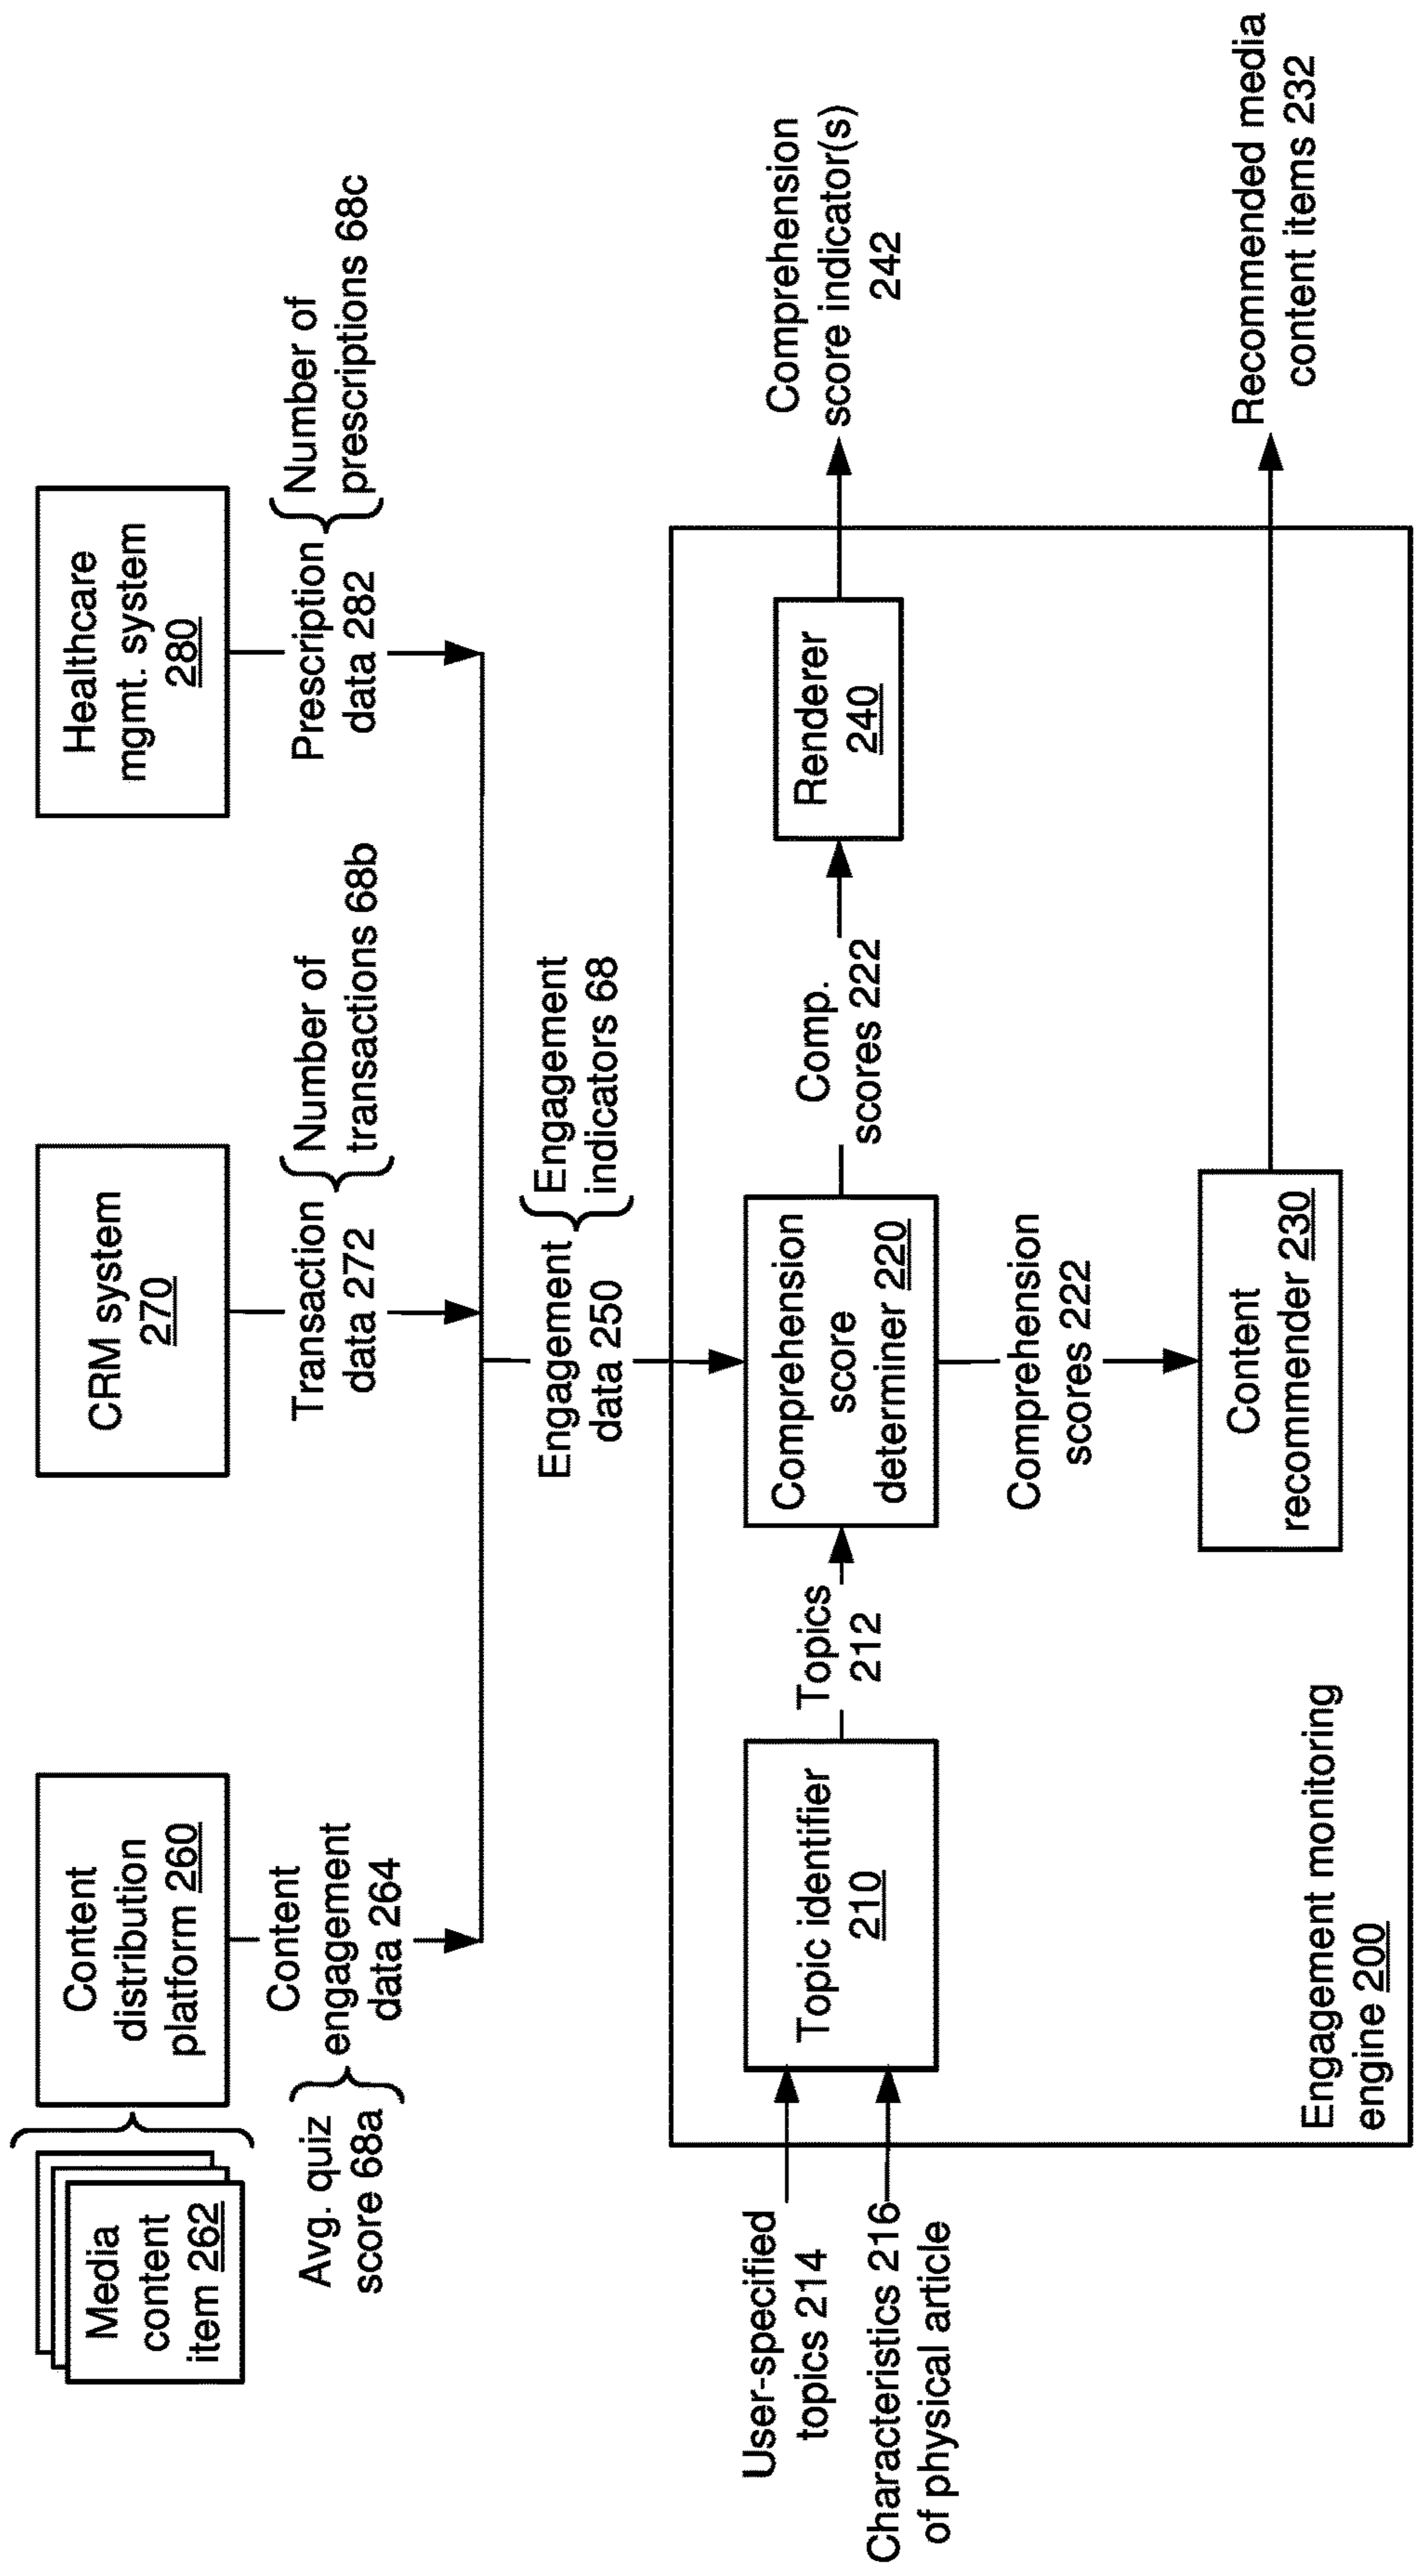 Media
content
item 262
Content
distribution
platform 260
CRM system
270
Healthcare
mgmt. system
280
Avg. quiz
score 68a
Content
engagement
data 264
Transaction
data 272
Number of
transactions 68b
Prescription
data 282
Number of
prescriptions 68c
Engagement
data 250
Engagement
indicators 68
User-specified
topics 214
Characteristics 216
of physical article
Topic identifier
210
Topics
212
Comprehension
score
determiner 220
Comp.
scores 222
Renderer
240
Comprehension
score indicator(s)
242
Comprehension
scores 222
Content
recommender 230
Recommended media
content items 232
Engagement monitoring
engine 200